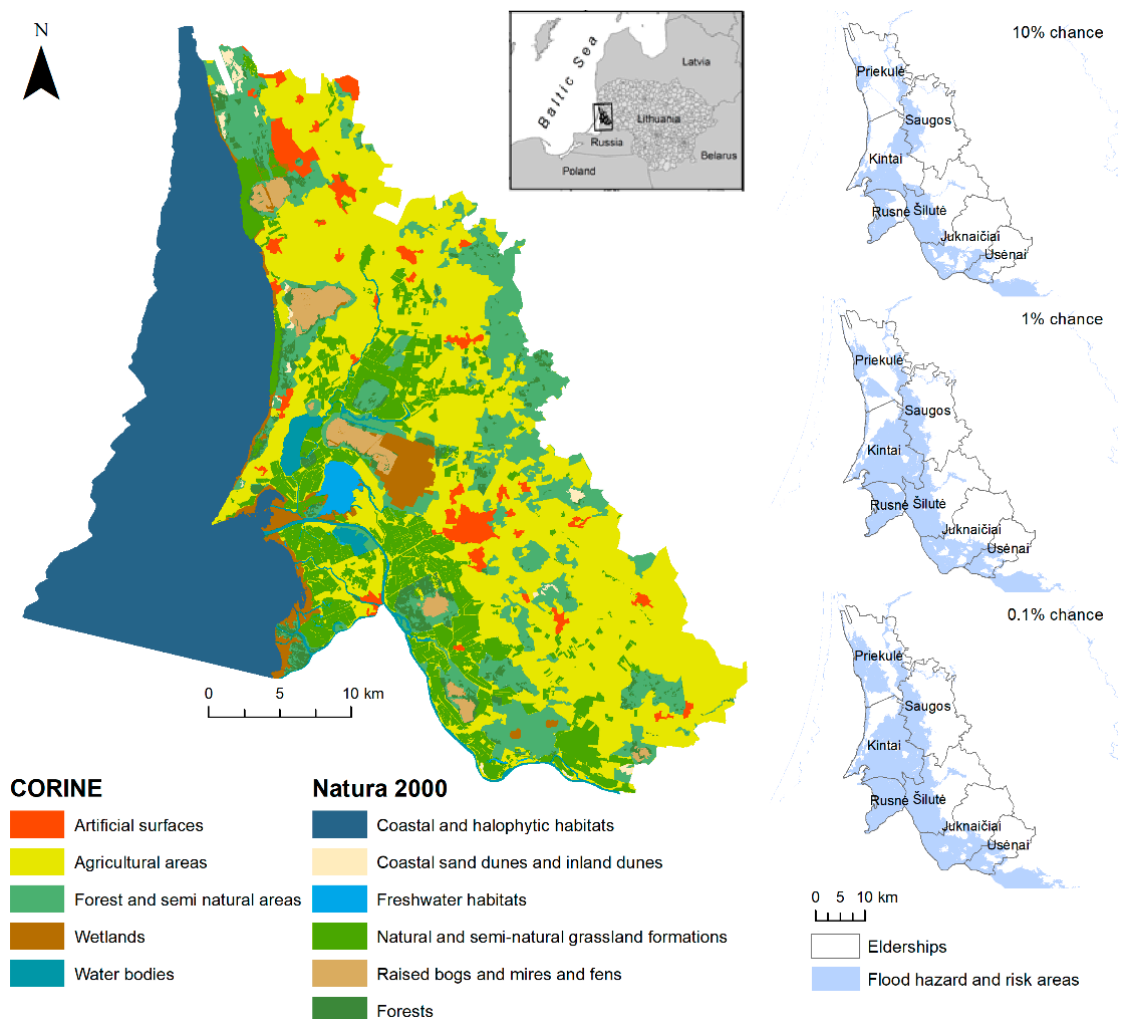 N
0 5 10 km
CORINE
Artificial surfaces
Agricultural areas
Forest and semi natural areas
Wetlands
Water bodies
Natura 2000
Coastal and halophytic habitats
Coastal sand dunes and inland dunes
Freshwater habitats
Natural and semi-natural grassland formations
Raised bogs and mires and fens
Forests
Baltic Sea
Latvia
Lithuania
Russia
Belarus
Poland
10% chance
Priekulė
Saugos
Kintai
Rusnė
Šilutė
Juknaičiai
Usėnai
1% chance
Priekulė
Saugos
Kintai
Rusnė
Šilutė
Juknaičiai
Usėnai
0.1% chance
Priekulė
Saugos
Kintai
Rusnė
Šilutė
Juknaičiai
Usėnai
0 5 10 km
Elderships
Flood hazard and risk areas